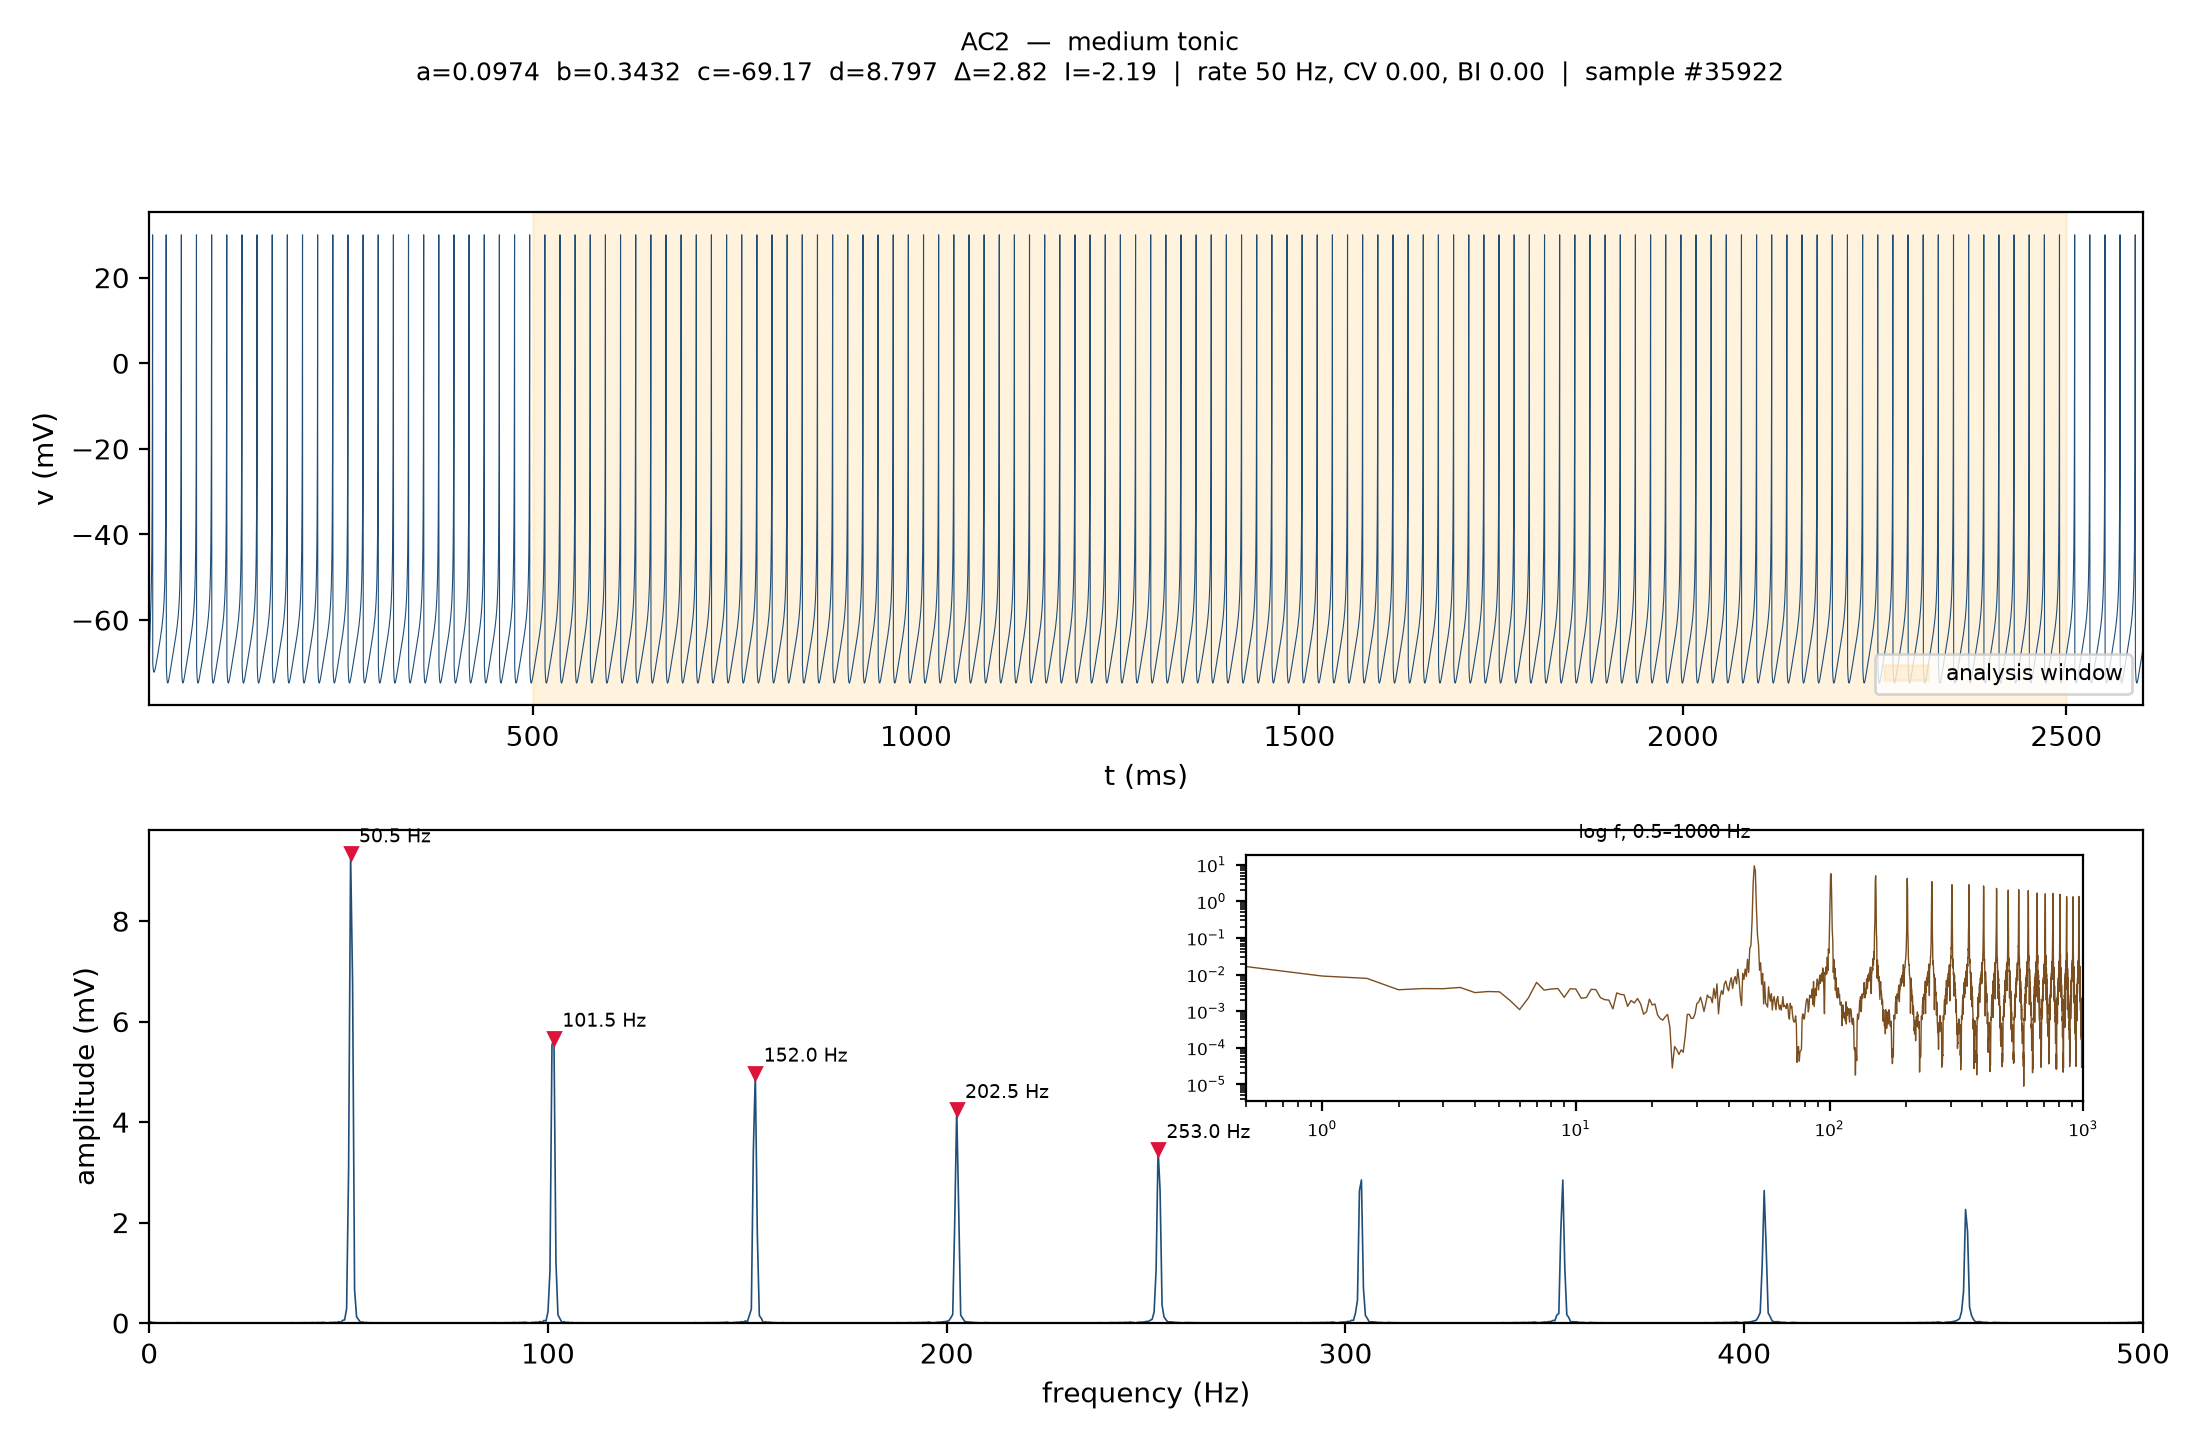 AC2 — medium tonic
a=0.0974 b=0.3432 c=-69.17 d=8.797 Δ=2.82 I=-2.19 | rate 50 Hz, CV 0.00, BI 0.00 | sample #35922
20
0
−20
−40
−60
v (mV)
analysis window
500
1000
1500
2000
2500
t (ms)
50.5 Hz
101.5 Hz
152.0 Hz
202.5 Hz
253.0 Hz
8
6
4
2
0
amplitude (mV)
log f, 0.5–1000 Hz
10¹
10⁰
10⁻¹
10⁻²
10⁻³
10⁻⁴
10⁻⁵
10⁰
10¹
10²
10³
0
100
200
300
400
500
frequency (Hz)